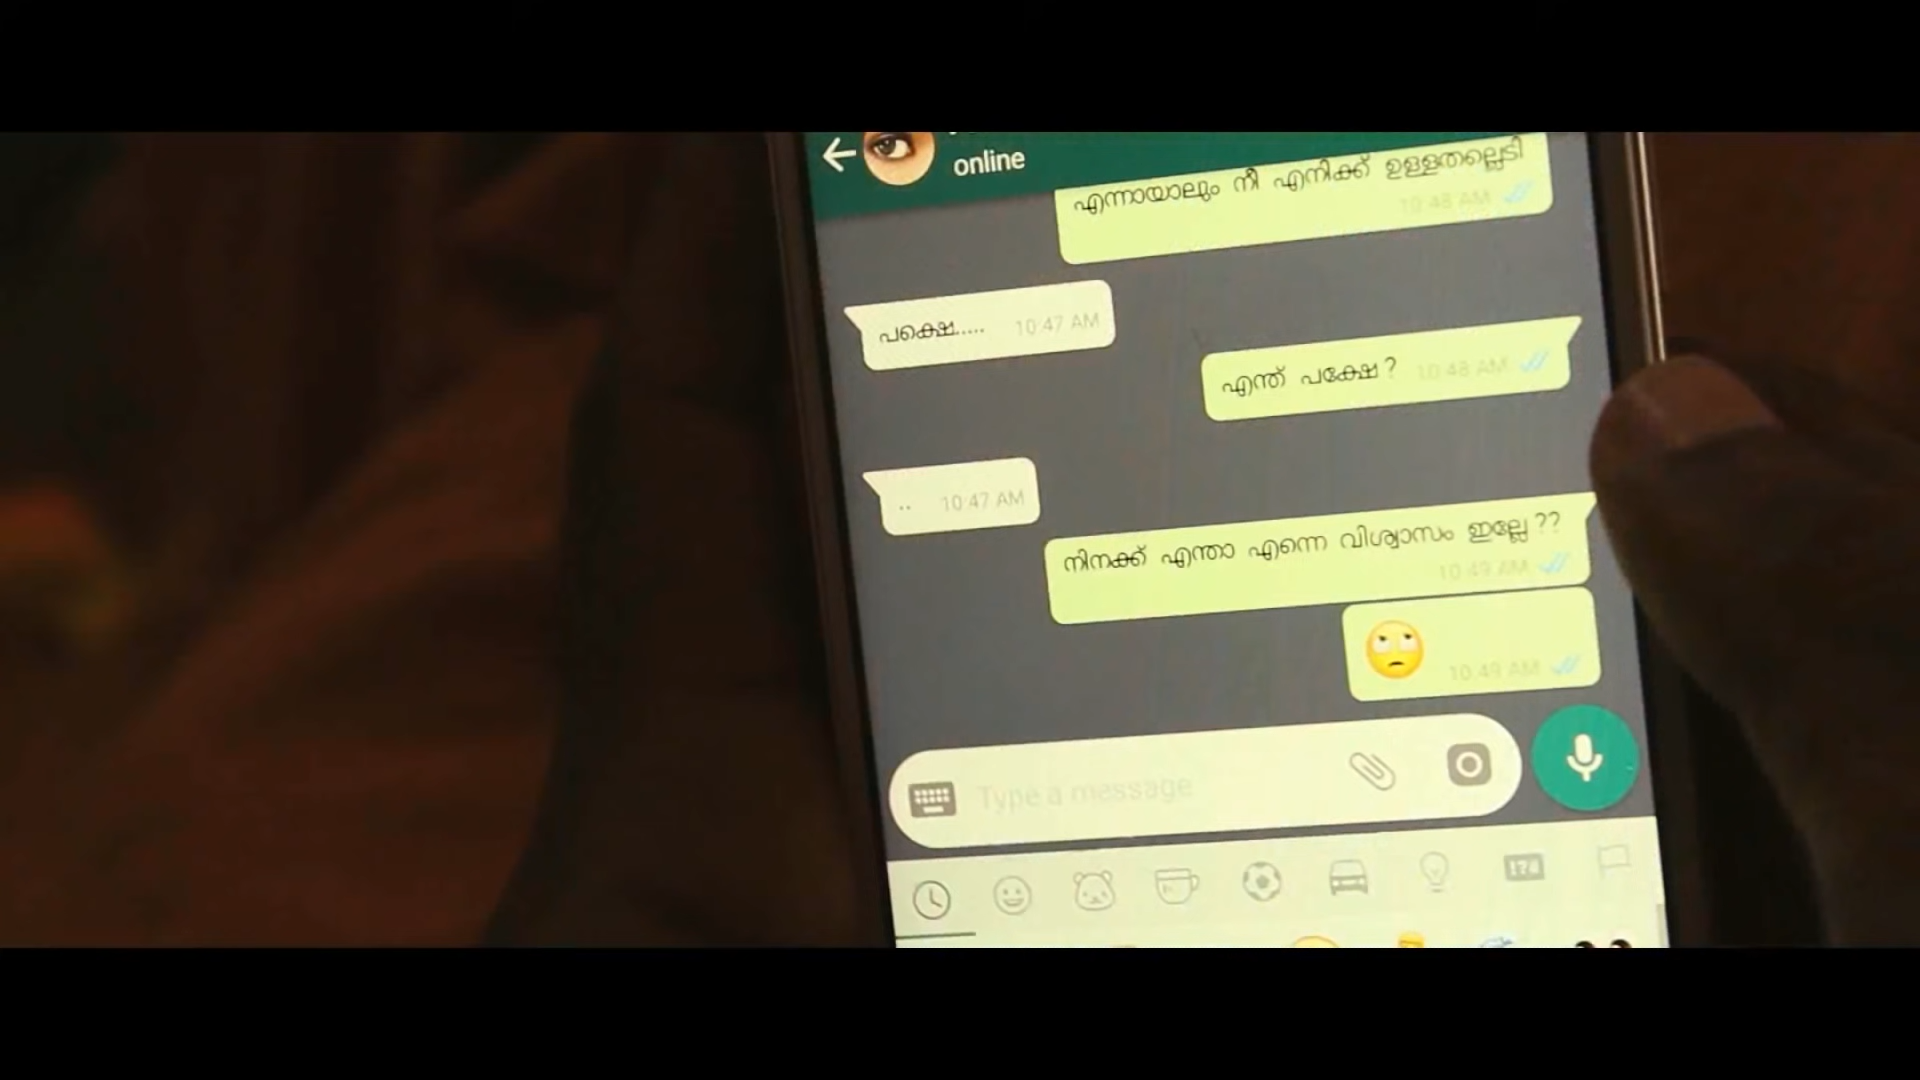 online
എന്നായാലും നീ എനിക്ക് ഉള്ളതല്ലെടി
10:48 AM
പക്ഷെ..... 10:47 AM
എന്ത് പക്ഷേ? 10:48 AM
.. 10:47 AM
നിനക്ക് എന്താ എന്നെ വിശ്വാസം ഇല്ലേ??
10:49 AM
10:49 AM
Type a message